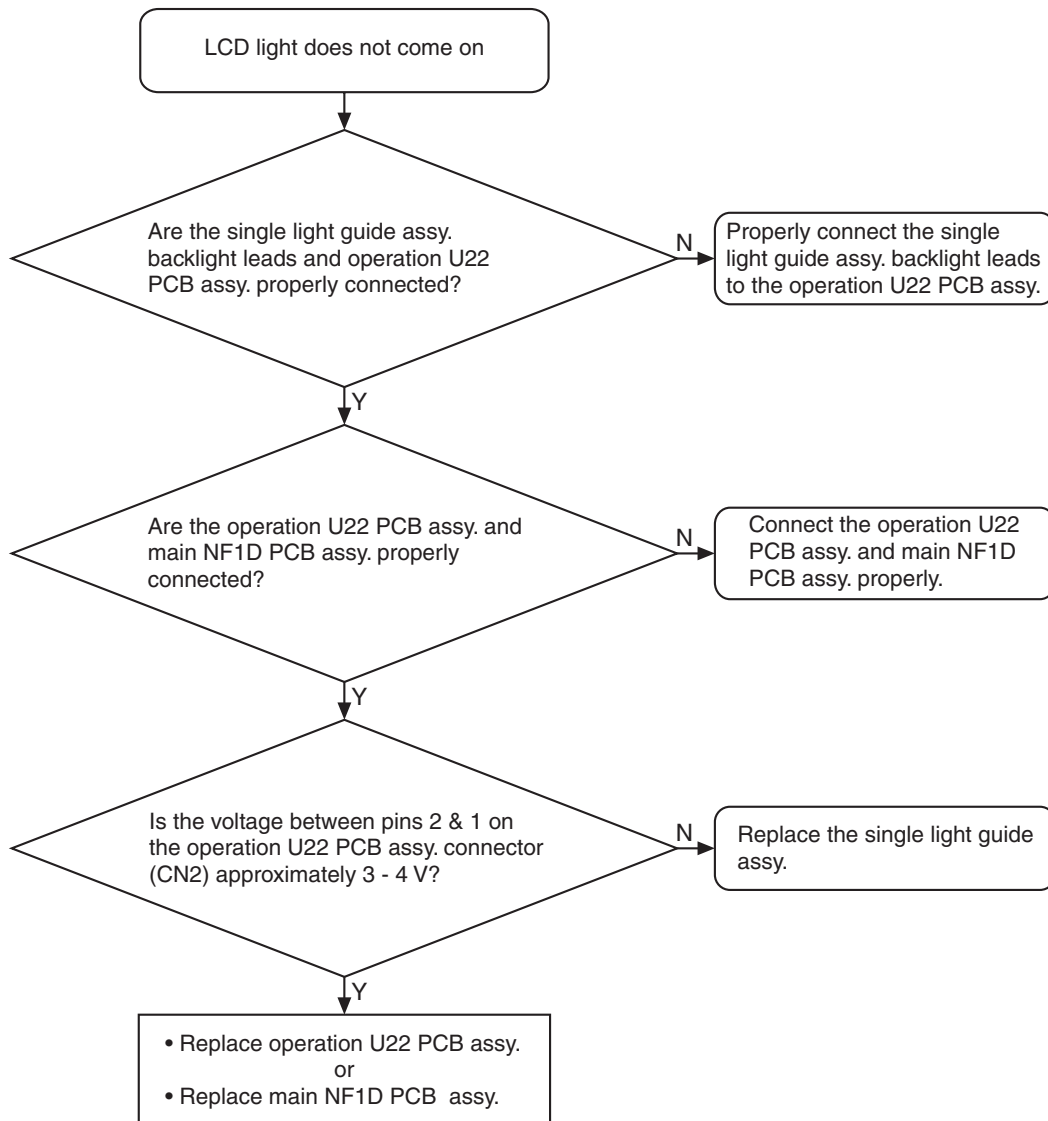 LCD light does not come on
Are the single light guide assy.
backlight leads and operation U22
PCB assy. properly connected?
N
Properly connect the single
light guide assy. backlight leads
to the operation U22 PCB assy.
Y
Are the operation U22 PCB assy. and
main NF1D PCB assy. properly
connected?
N
Connect the operation U22
PCB assy. and main NF1D
PCB assy. properly.
Y
Is the voltage between pins 2 & 1 on
the operation U22 PCB assy. connector
(CN2) approximately 3 - 4 V?
N
Replace the single light guide
assy.
Y
• Replace operation U22 PCB assy.
or
• Replace main NF1D PCB assy.